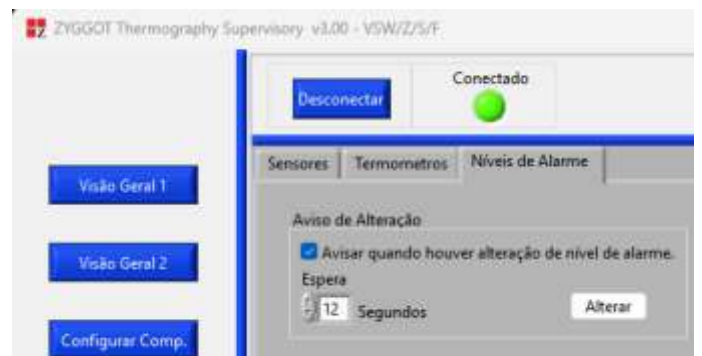 ZYGGOT Thermography Supervisory v3.00 - VSW/Z/S/F
Desconectar
Conectado
Sensores
Termometros
Níveis de Alarme
Visão Geral 1
Visão Geral 2
Configurar Comp.
Aviso de Alteração
Avisar quando houver alteração de nível de alarme.
Espera
12 Segundos
Alterar